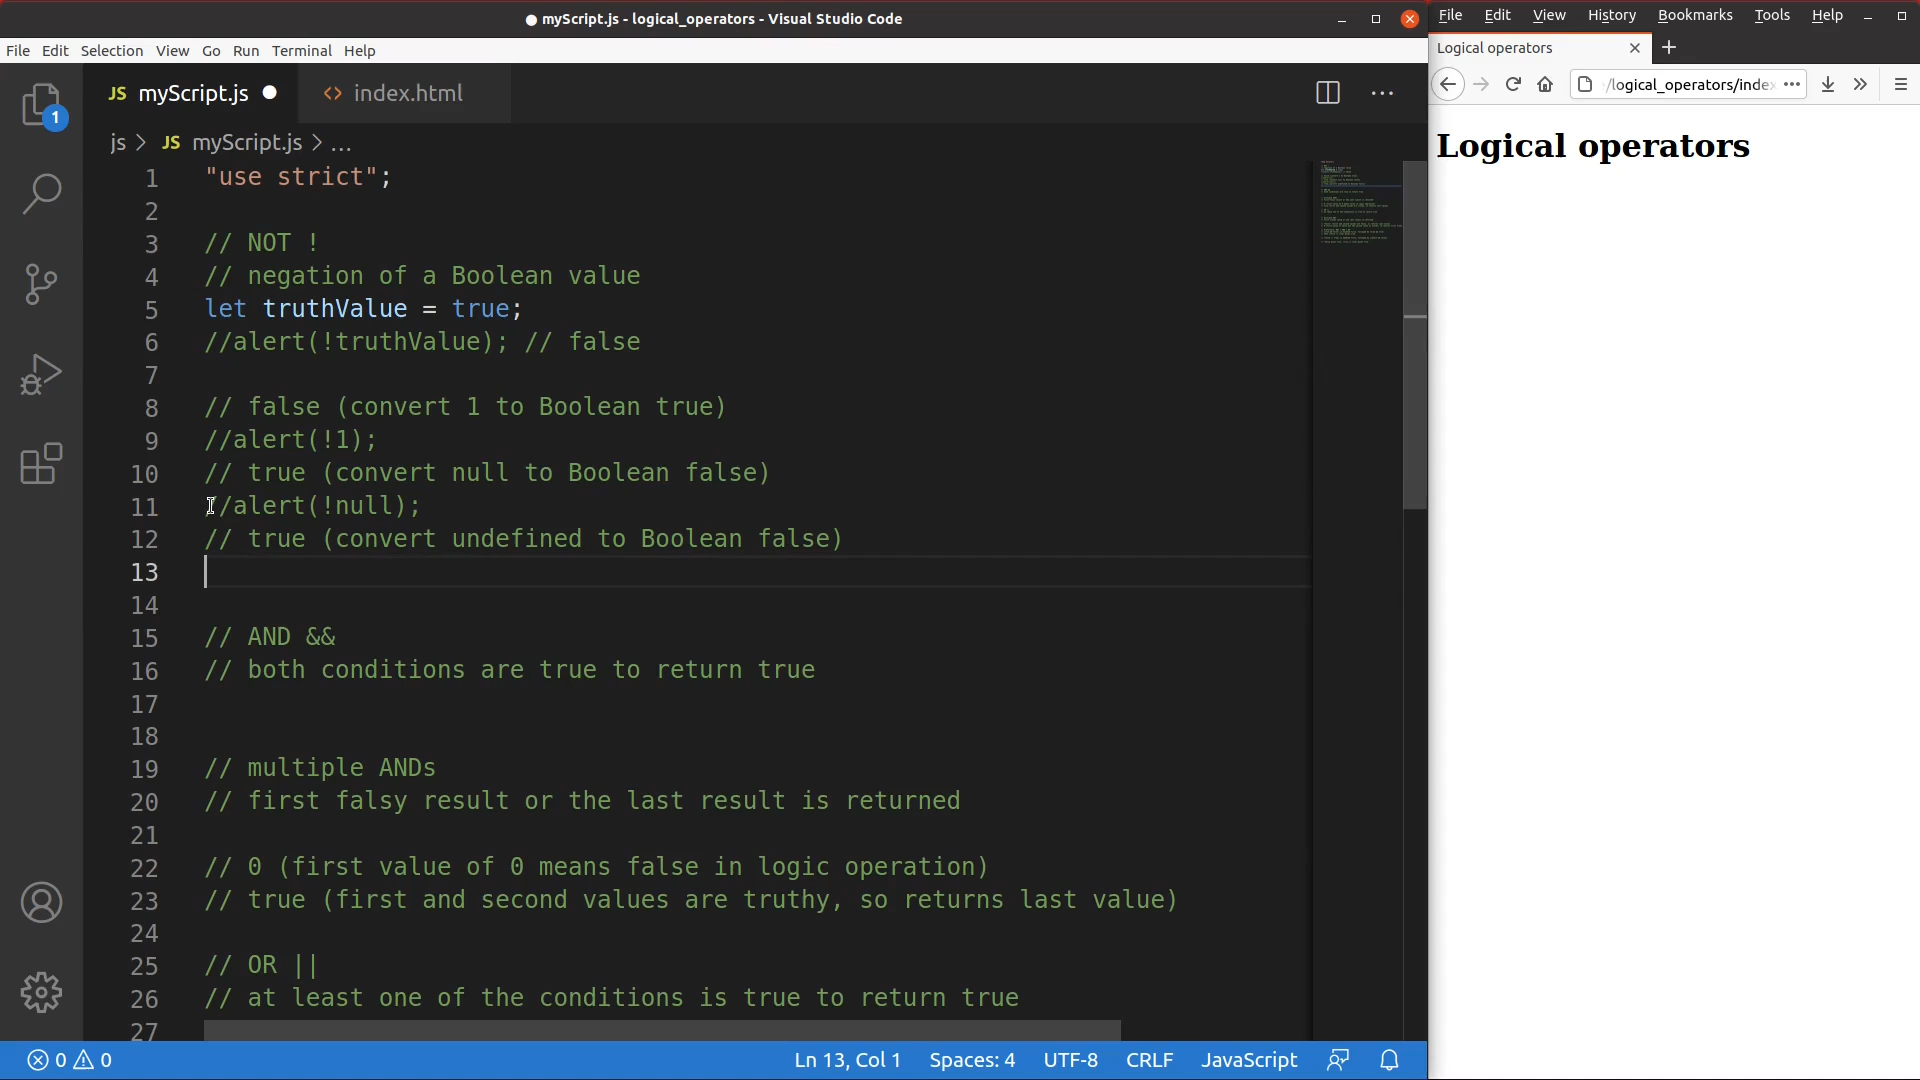 myScript.js - logical_operators - Visual Studio Code
File Edit Selection View Go Run Terminal Help
JS myScript.js
<> index.html
js > JS myScript.js > ...
1 "use strict";
2
3 // NOT !
4 // negation of a Boolean value
5 let truthValue = true;
6 //alert(!truthValue); // false
7
8 // false (convert 1 to Boolean true)
9 //alert(!1);
10 // true (convert null to Boolean false)
11 //alert(!null);
12 // true (convert undefined to Boolean false)
13
14
15 // AND &&
16 // both conditions are true to return true
17
18
19 // multiple ANDs
20 // first falsy result or the last result is returned
21
22 // 0 (first value of 0 means false in logic operation)
23 // true (first and second values are truthy, so returns last value)
24
25 // OR ||
26 // at least one of the conditions is true to return true
27
1
0 0 Ln 13, Col 1 Spaces: 4 UTF-8 CRLF JavaScript
File Edit View History Bookmarks Tools Help
Logical operators
/logical_operators/inde
Logical operators